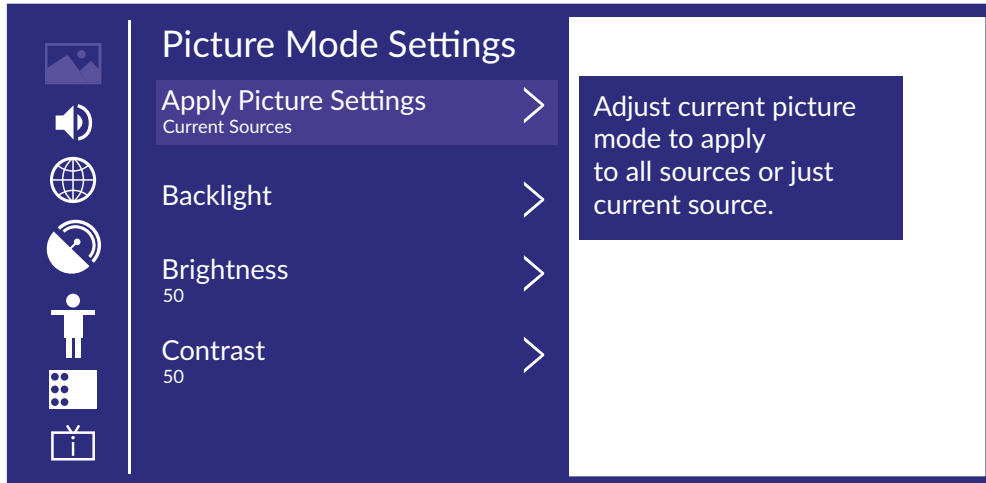 Picture Mode Settings
Apply Picture Settings
Current Sources
Backlight
Brightness
50
Contrast
50
Adjust current picture
mode to apply
to all sources or just
current source.
i